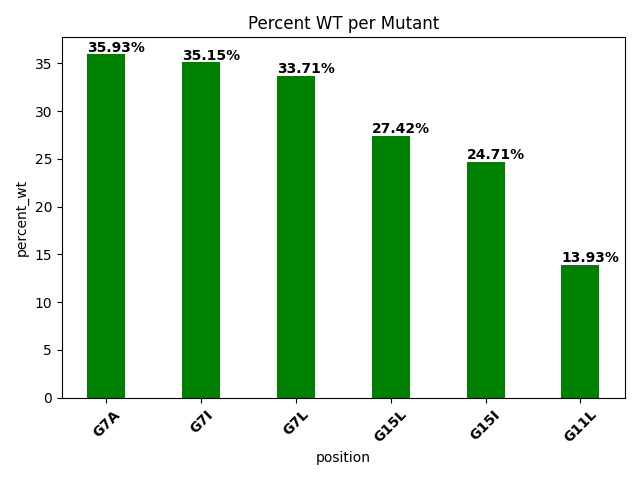 Percent WT per Mutant
percent_wt
35
30
25
20
15
10
5
0
35.93%
35.15%
33.71%
27.42%
24.71%
13.93%
G7A
G7I
G7L
G15L
G15I
G11L
position